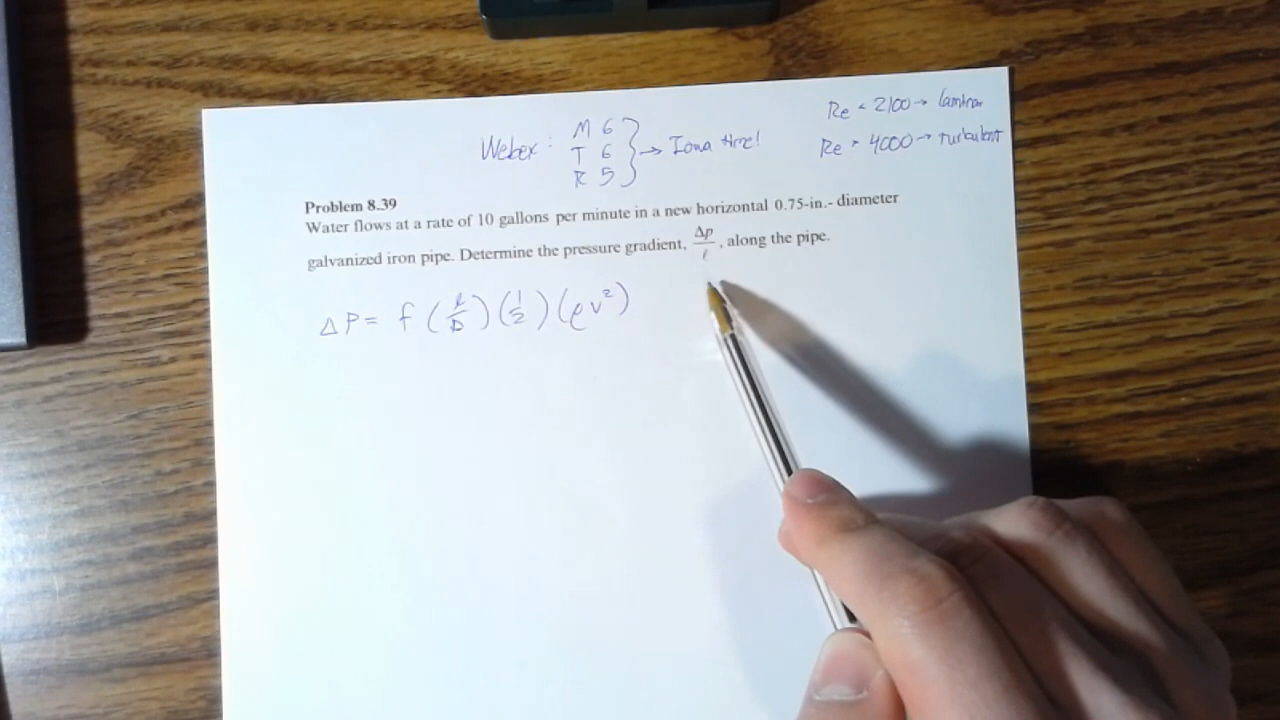 Re < 2100 → laminar
Re > 4000 → turbulent
Weber: M 6
T 6
R 5
→ Iowa time!
Problem 8.39
Water flows at a rate of 10 gallons per minute in a new horizontal 0.75-in.- diameter
galvanized iron pipe. Determine the pressure gradient, Δp/ℓ, along the pipe.
ΔP = f (ℓ/D) (1/2) (ρv²)